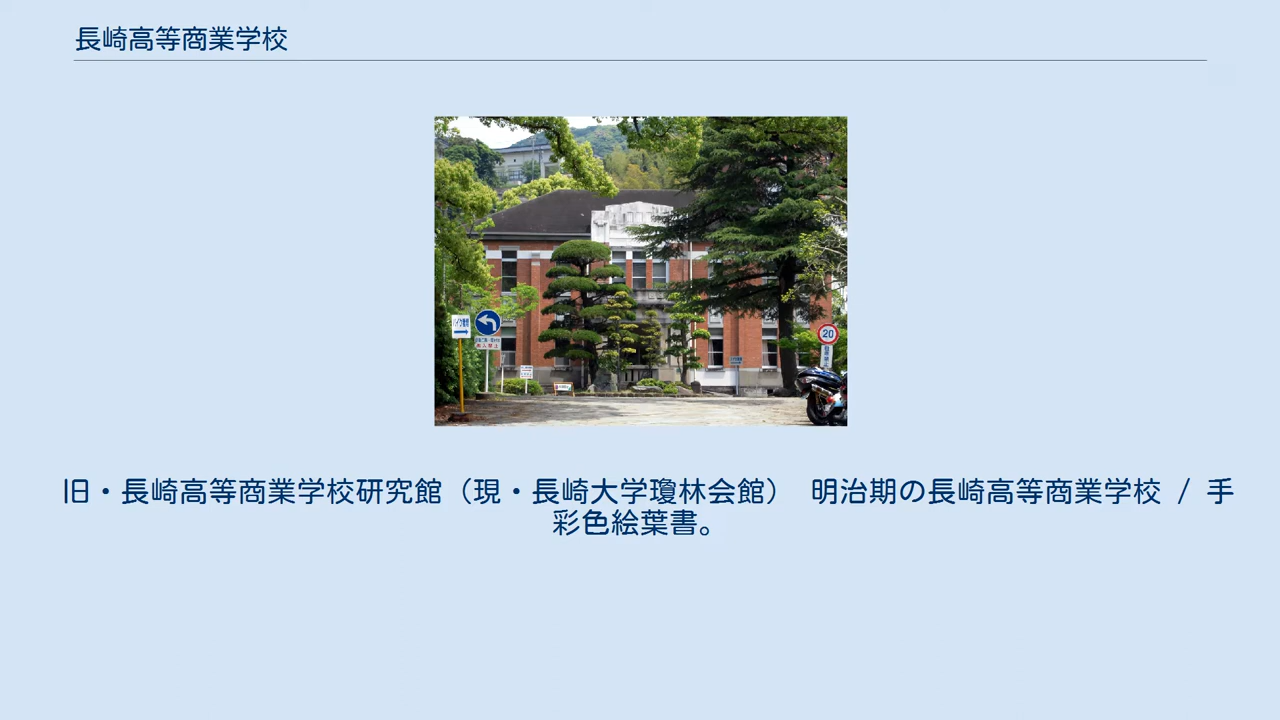 長崎高等商業学校
20
旧・長崎高等商業学校研究館（現・長崎大学瓊林会館）　明治期の長崎高等商業学校 / 手
彩色絵葉書。